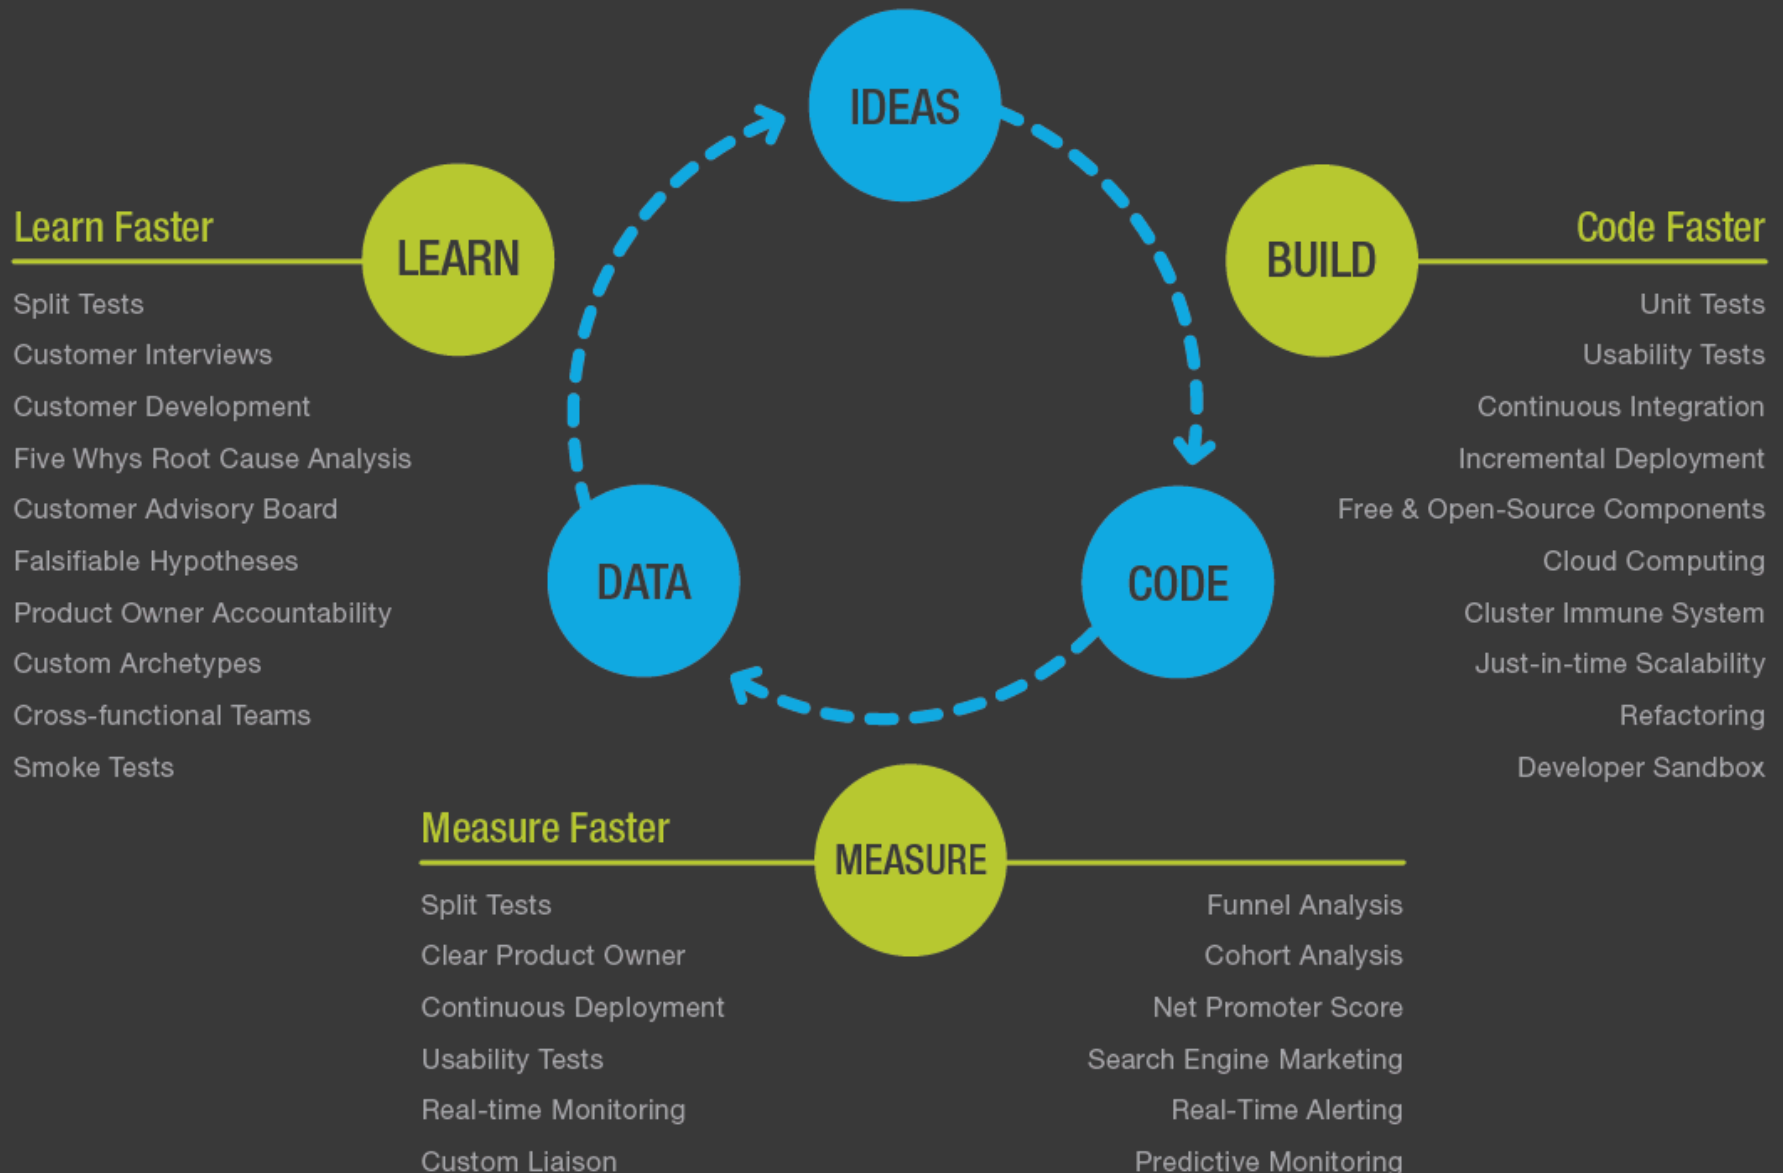 IDEAS
LEARN
BUILD
DATA
CODE
MEASURE
Learn Faster
Split Tests
Customer Interviews
Customer Development
Five Whys Root Cause Analysis
Customer Advisory Board
Falsifiable Hypotheses
Product Owner Accountability
Custom Archetypes
Cross-functional Teams
Smoke Tests
Code Faster
Unit Tests
Usability Tests
Continuous Integration
Incremental Deployment
Free & Open-Source Components
Cloud Computing
Cluster Immune System
Just-in-time Scalability
Refactoring
Developer Sandbox
Measure Faster
Split Tests
Clear Product Owner
Continuous Deployment
Usability Tests
Real-time Monitoring
Custom Liaison
Funnel Analysis
Cohort Analysis
Net Promoter Score
Search Engine Marketing
Real-Time Alerting
Predictive Monitoring